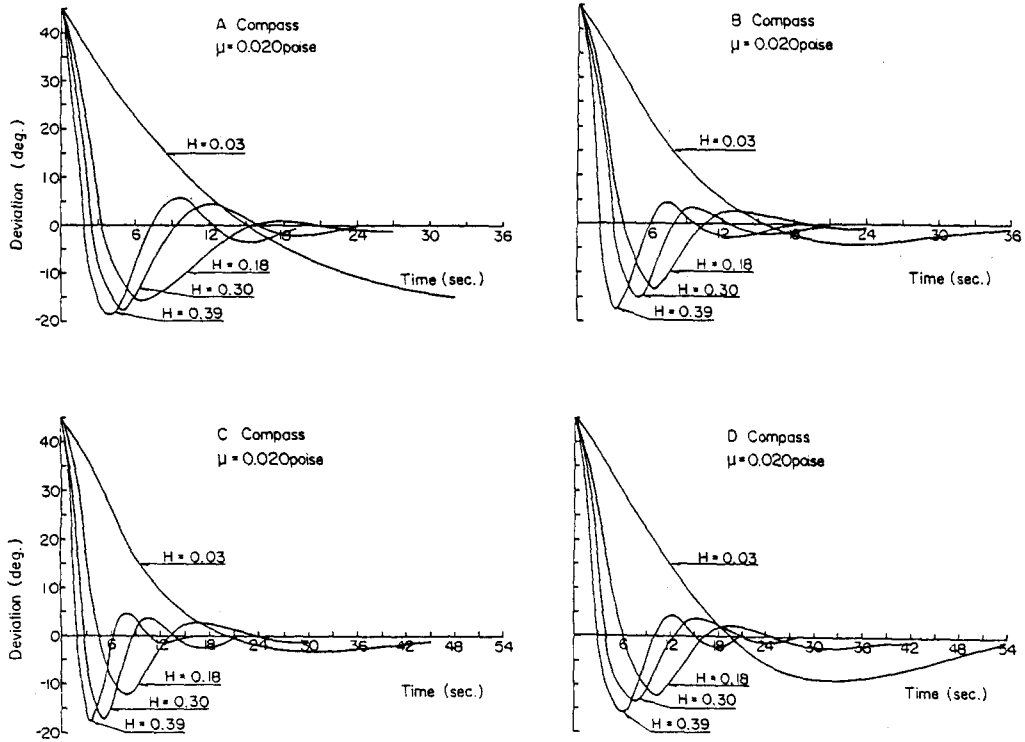 A Compass
μ=0.020poise
Deviation (deg.)
40
30
20
10
0
-10
-20
6
12
18
24
30
36
Time (sec.)
H=0.03
H=0.18
H=0.30
H=0.39
B Compass
μ=0.020poise
6
12
18
24
30
36
Time (sec.)
H=0.03
H=0.18
H=0.30
H=0.39
C Compass
μ=0.020poise
Deviation (deg.)
40
30
20
10
0
-10
-20
6
12
18
24
30
36
42
48
54
Time (sec.)
H=0.03
H=0.18
H=0.30
H=0.39
D Compass
μ=0.020poise
6
12
18
24
30
36
42
48
54
Time (sec.)
H=0.03
H=0.18
H=0.30
H=0.39